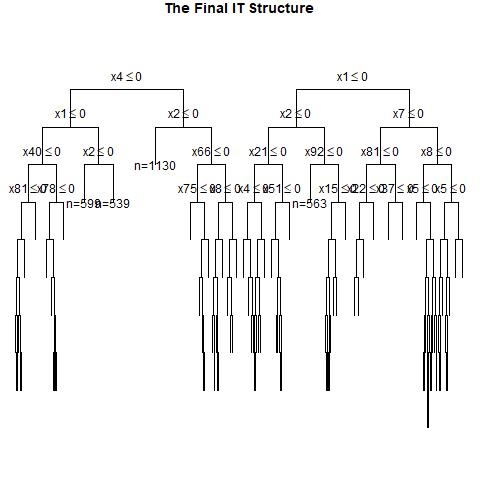 The Final IT Structure
x4 ≤ 0 x1 ≤ 0
x1 ≤ 0 x2 ≤ 0 x2 ≤ 0 x7 ≤ 0
x40 ≤ 0 x2 ≤ 0 n=1130 x66 ≤ 0 x21 ≤ 0 x92 ≤ 0 x81 ≤ 0 x8 ≤ 0
x81 ≤ 0 x78 ≤ 0 n=599 n=539 x75 ≤ 0 x8 ≤ 0 x4 ≤ 0 x51 ≤ 0 n=563 x15 ≤ 0 x22 ≤ 0 x37 ≤ 0 x5 ≤ 0 x5 ≤ 0